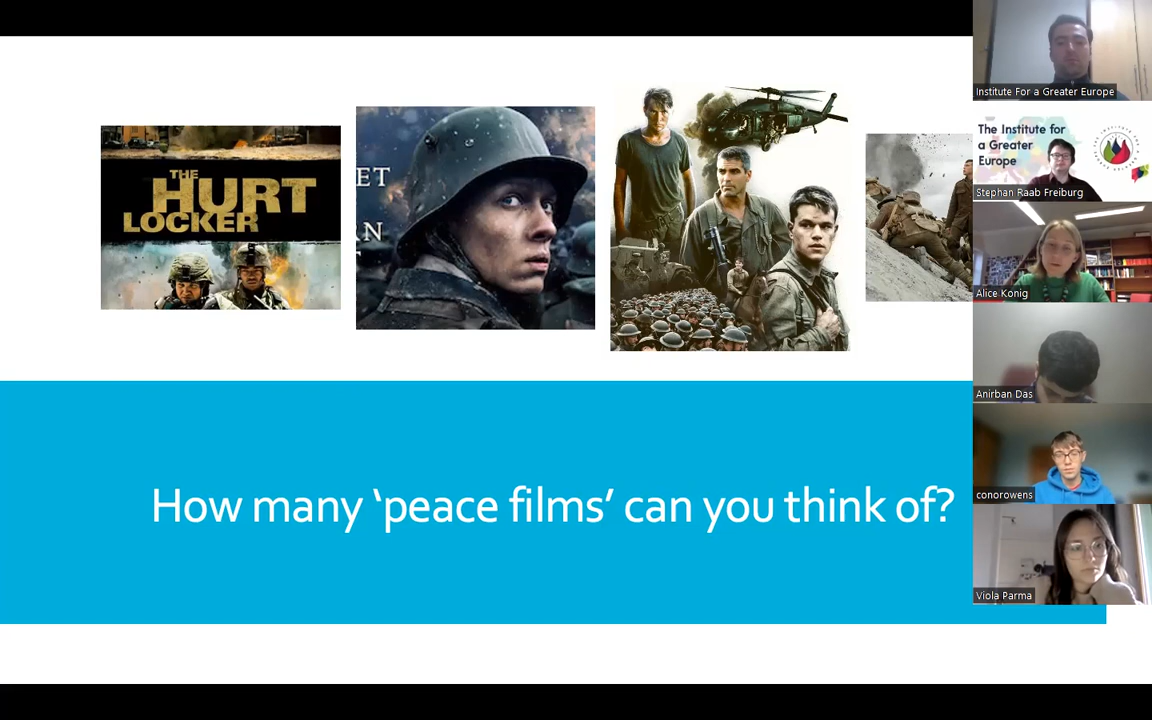 THE
HURT
LOCKER
ET
N
How many ‘peace films’ can you think of?
Institute For a Greater Europe
The Institute for
a Greater
Europe
Stephan Raab Freiburg
Alice König
Anirban Das
conorowens
Viola Parma